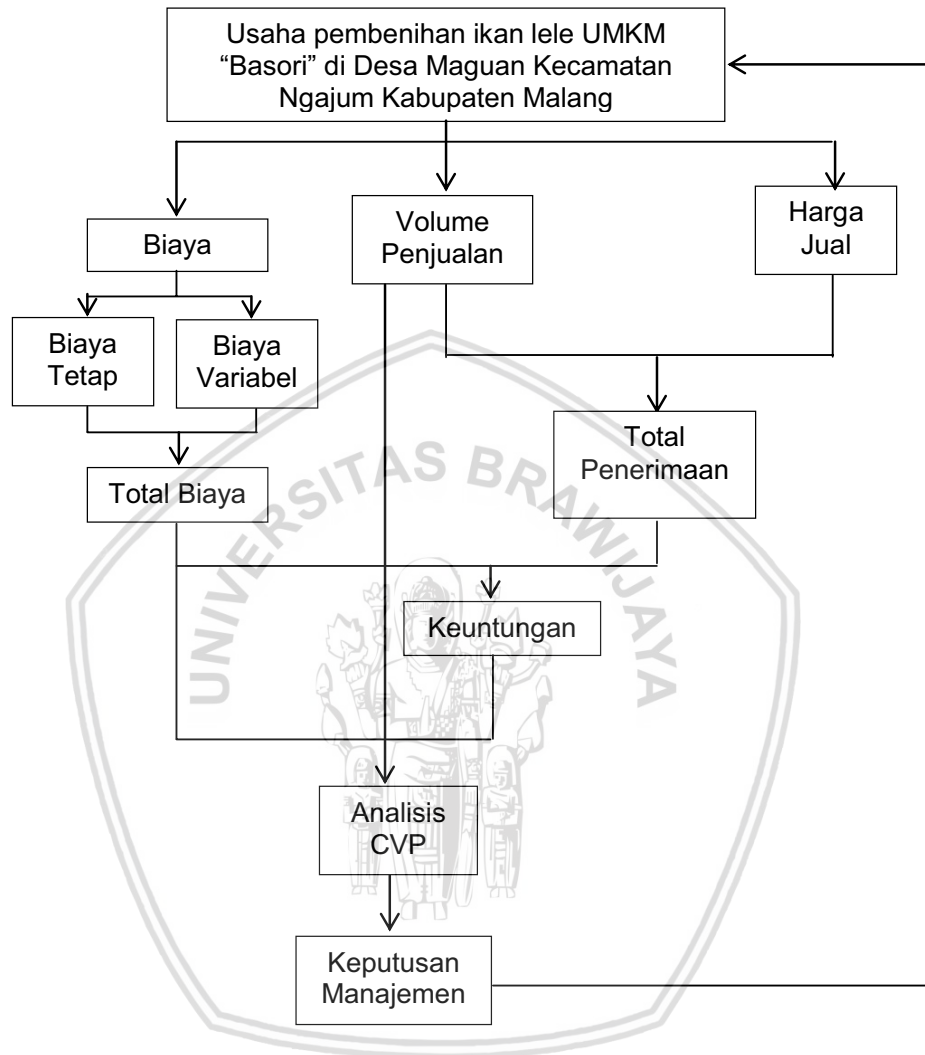 Usaha pembenihan ikan lele UMKM
“Basori” di Desa Maguan Kecamatan
Ngajum Kabupaten Malang
Biaya
Volume
Penjualan
Harga
Jual
Biaya
Tetap
Biaya
Variabel
Total Biaya
Total
Penerimaan
Keuntungan
Analisis
CVP
Keputusan
Manajemen
UNIVERSITAS BRAWIJAYA